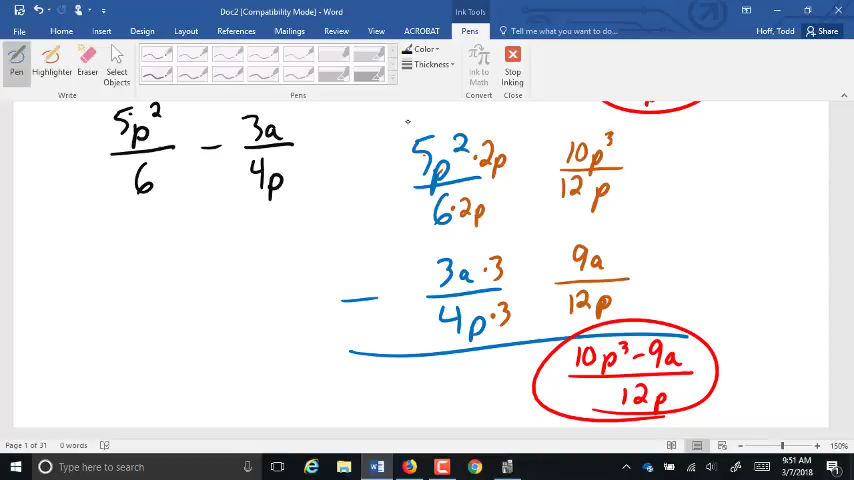 Doc2 [Compatibility Mode] - Word
Ink Tools
Hoff, Todd
File Home Insert Design Layout References Mailings Review View ACROBAT Pens Tell me what you want to do... Share
Pen Highlighter Eraser Select Objects
Color
Thickness
Ink to Math
Stop Inking
Write Pens Convert Close
5p²/6 − 3a/4p
5p²·2p/6·2p 10p³/12p
− 3a·3/4p·3 9a/12p
10p³−9a/12p
Page 1 of 31 0 words 150%
Type here to search
9:51 AM
3/7/2018